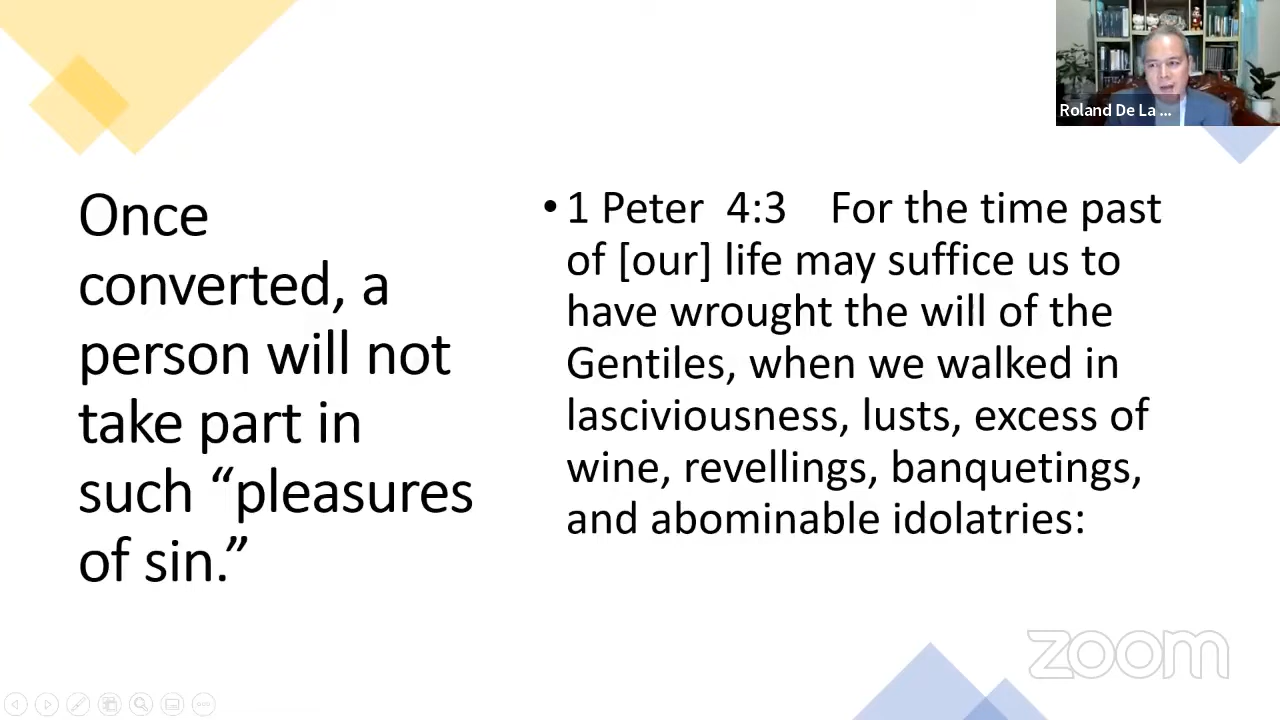 Roland De La ...
Once
converted, a
person will not
take part in
such “pleasures
of sin.”
• 1 Peter  4:3    For the time past
of [our] life may suffice us to
have wrought the will of the
Gentiles, when we walked in
lasciviousness, lusts, excess of
wine, revellings, banquetings,
and abominable idolatries:
zoom